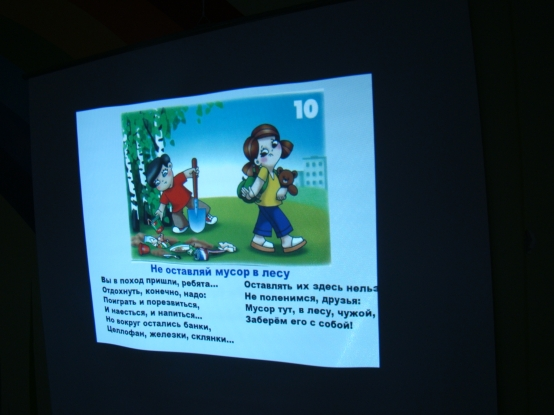 10
Не оставляй мусор в лесу
Вы в поход пришли, ребята...
Отдохнуть, конечно, надо:
Поиграть и порезвиться,
И наесться, и напиться...
Но вокруг остались банки,
Целлофан, железки, склянки...
Оставлять их здесь нельз
Не поленимся, друзья:
Мусор тут, в лесу, чужой,
Заберём его с собой!